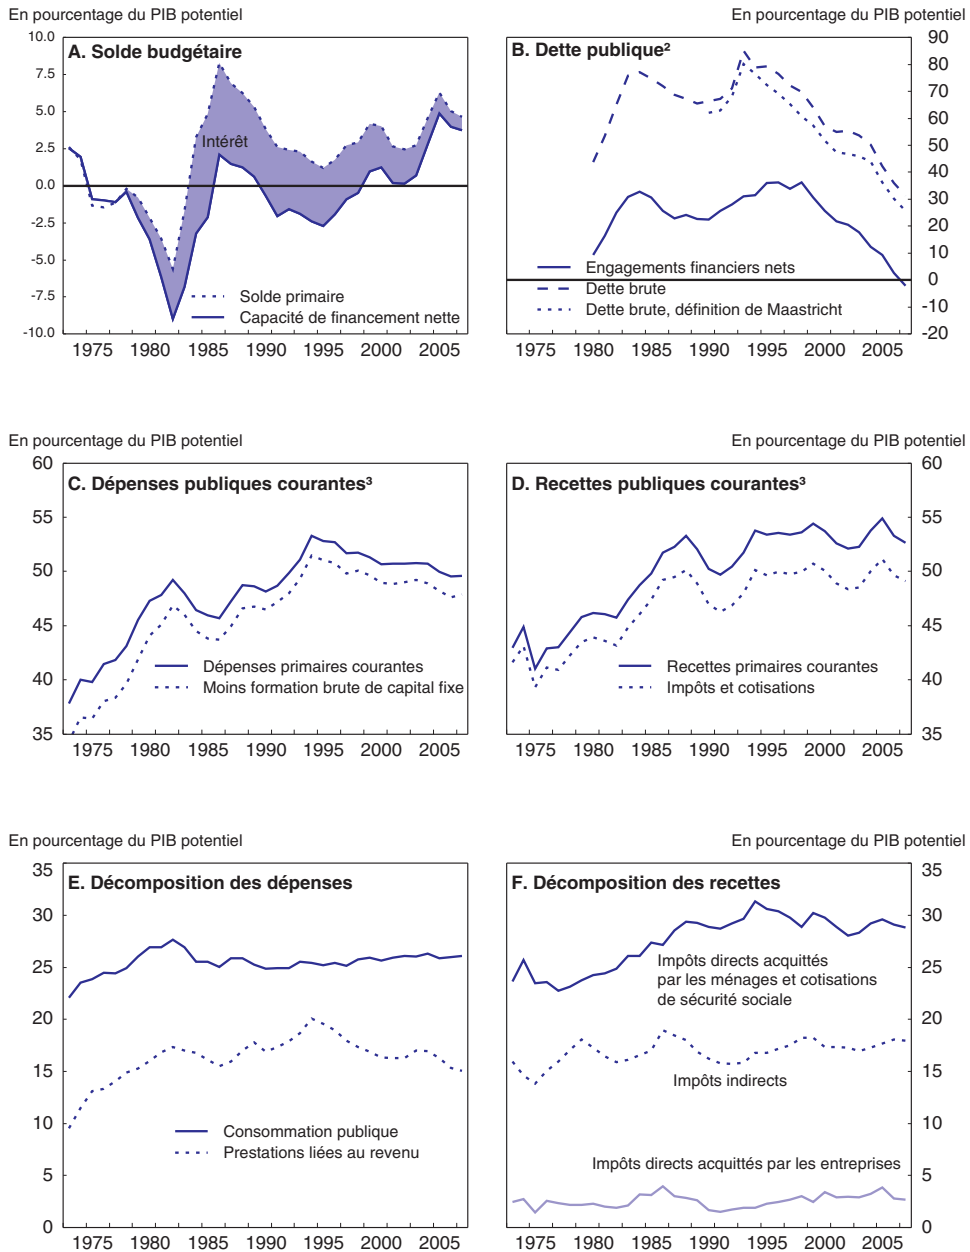 En pourcentage du PIB potentiel
En pourcentage du PIB potentiel
A. Solde budgétaire
10.0
7.5
5.0
2.5
0.0
-2.5
-5.0
-7.5
-10.0
Intérêt
Solde primaire
Capacité de financement nette
1975 1980 1985 1990 1995 2000 2005
B. Dette publique²
90
80
70
60
50
40
30
20
10
0
-10
-20
Engagements financiers nets
Dette brute
Dette brute, définition de Maastricht
1975 1980 1985 1990 1995 2000 2005
En pourcentage du PIB potentiel
En pourcentage du PIB potentiel
C. Dépenses publiques courantes³
60
55
50
45
40
35
Dépenses primaires courantes
Moins formation brute de capital fixe
1975 1980 1985 1990 1995 2000 2005
D. Recettes publiques courantes³
60
55
50
45
40
35
Recettes primaires courantes
Impôts et cotisations
1975 1980 1985 1990 1995 2000 2005
En pourcentage du PIB potentiel
En pourcentage du PIB potentiel
E. Décomposition des dépenses
35
30
25
20
15
10
5
0
Consommation publique
Prestations liées au revenu
1975 1980 1985 1990 1995 2000 2005
F. Décomposition des recettes
35
30
25
20
15
10
5
0
Impôts directs acquittés
par les ménages et cotisations
de sécurité sociale
Impôts indirects
Impôts directs acquittés par les entreprises
1975 1980 1985 1990 1995 2000 2005